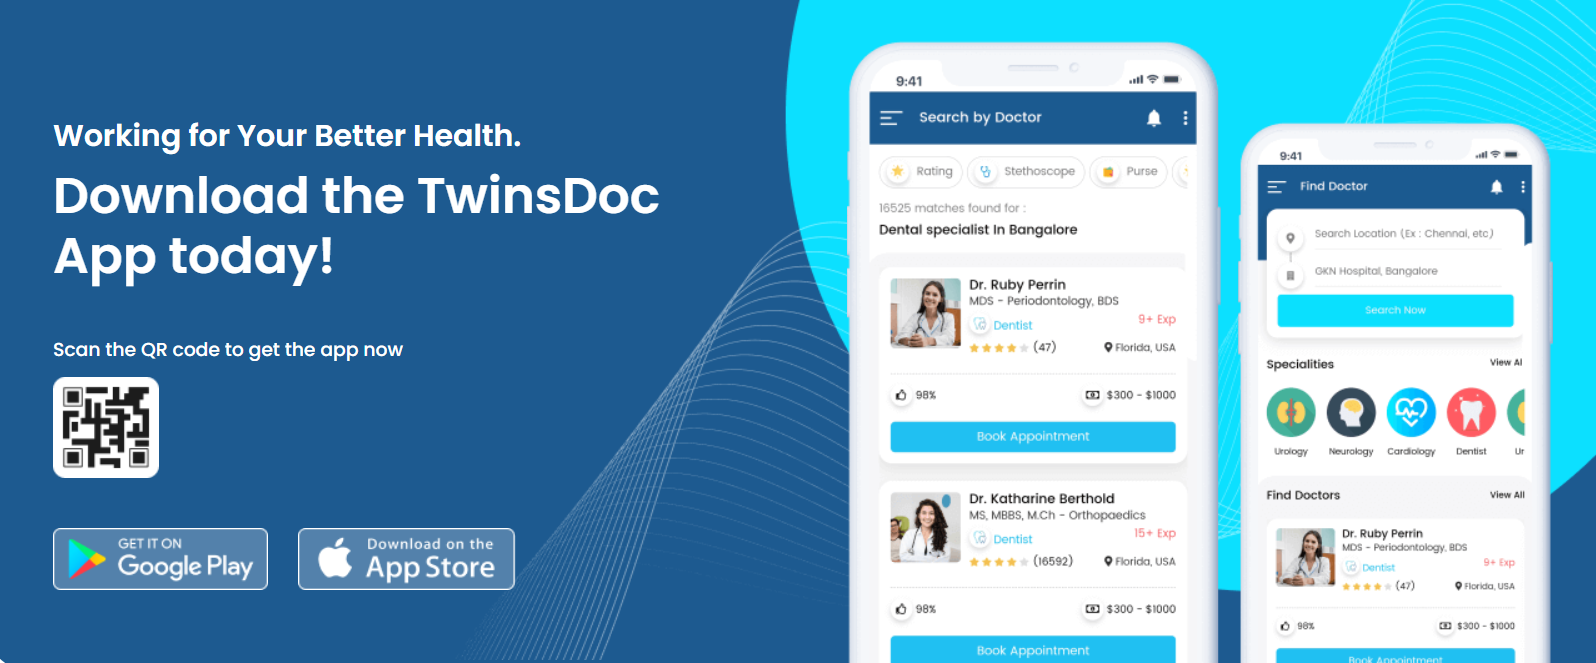 Working for Your Better Health.
Download the TwinsDoc
App today!
Scan the QR code to get the app now
GET IT ON
Google Play
Download on the
App Store
9:41
Search by Doctor
Rating
Stethoscope
Purse
16525 matches found for :
Dental specialist In Bangalore
Dr. Ruby Perrin
MDS - Periodontology, BDS
Dentist
9+ Exp
(47)
Florida, USA
98%
$300 - $1000
Book Appointment
Dr. Katharine Berthold
MS, MBBS, M.Ch - Orthopaedics
Dentist
15+ Exp
(16592)
Florida, USA
98%
$300 - $1000
Book Appointment
9:41
Find Doctor
Search Location (Ex : Chennai, etc)
GKN Hospital, Bangalore
Search Now
Specialities
View Al
Urology
Neurology
Cardiology
Dentist
Ur
Find Doctors
View All
Dr. Ruby Perrin
MDS - Periodontology, BDS
Dentist
9+ Exp
(47)
Florida, USA
98%
$300 - $1000
Book Appointment